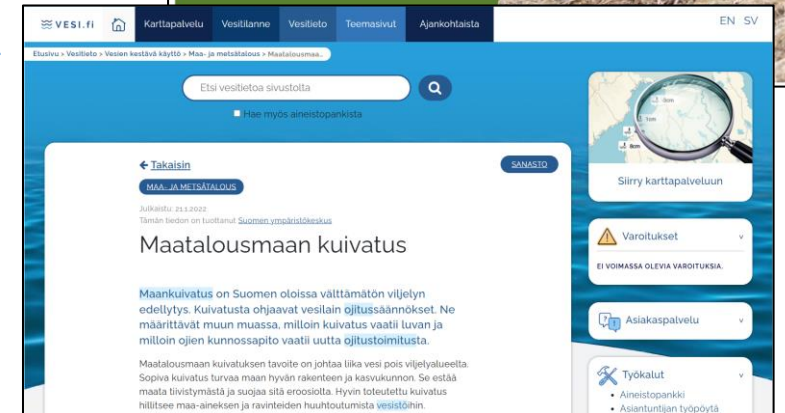 VESI.fi
Karttapalvelu Vesitilanne Vesitieto Teemasivut Ajankohtaista
EN SV
Etusivu > Vesitieto > Vesien kestävä käyttö > Maa- ja metsätalous > Maatalousmaa...
Etsi vesitietoa sivustolta
Hae myös aineistopankista
← Takaisin
SANASTO
MAA- JA METSÄTALOUS
Julkaistu: 21.1.2022
Tämän tiedon on tuottanut Suomen ympäristökeskus
Maatalousmaan kuivatus
Maankuivatus on Suomen oloissa välttämätön viljelyn
edellytys. Kuivatusta ohjaavat vesilain ojitussäännökset. Ne
määrittävät muun muassa, milloin kuivatus vaatii luvan ja
milloin ojien kunnossapito vaatii uutta ojitustoimitusta.
Maatalousmaan kuivatuksen tavoite on johtaa liika vesi pois viljelyalueelta.
Sopiva kuivatus turvaa maan hyvän rakenteen ja kasvukunnon. Se estää
maata tiivistymästä ja suojaa sitä eroosiolta. Hyvin toteutettu kuivatus
hillitsee maa-aineksen ja ravinteiden huuhtoutumista vesistöihin.
0cm
1cm
8cm
Siirry karttapalveluun
Varoitukset
EI VOIMASSA OLEVIA VAROITUKSIA.
Asiakaspalvelu
Työkalut
• Aineistopankki
• Asiantuntijan työpöytä